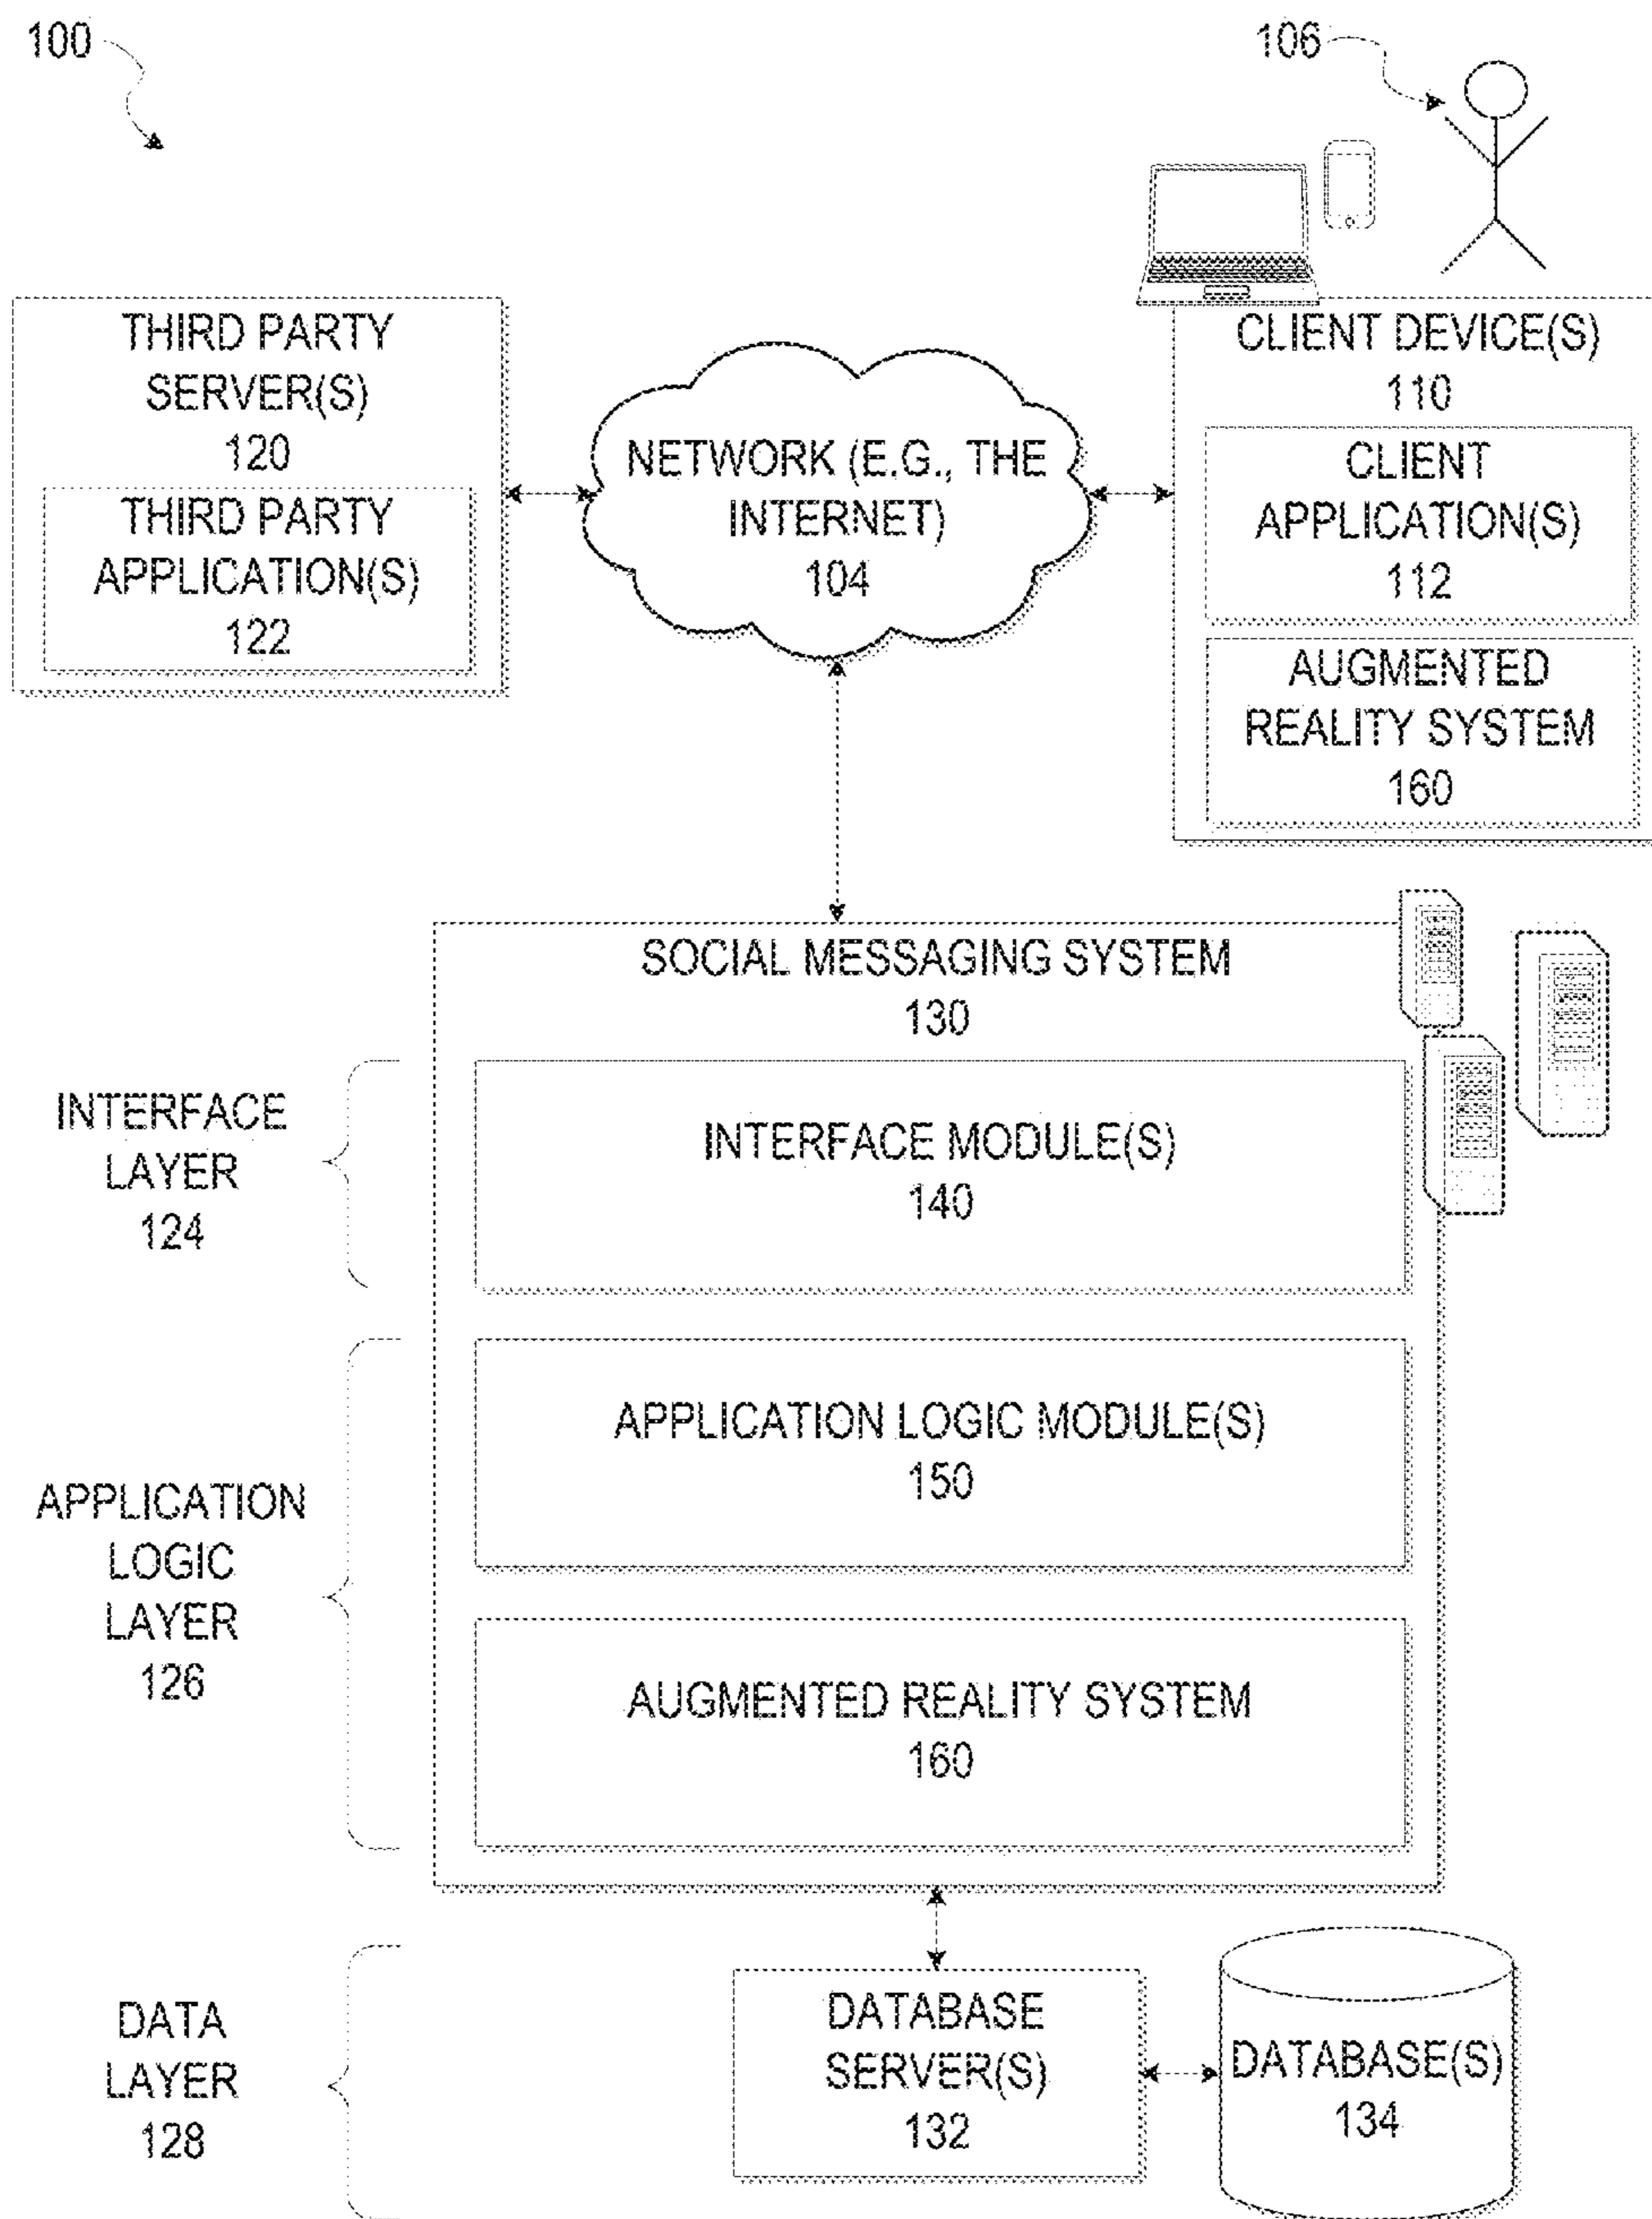 100
106
THIRD PARTY
SERVER(S)
120
THIRD PARTY
APPLICATION(S)
122
NETWORK (E.G., THE
INTERNET)
104
CLIENT DEVICE(S)
110
CLIENT
APPLICATION(S)
112
AUGMENTED
REALITY SYSTEM
160
SOCIAL MESSAGING SYSTEM
130
INTERFACE
LAYER
124
INTERFACE MODULE(S)
140
APPLICATION
LOGIC
LAYER
126
APPLICATION LOGIC MODULE(S)
150
AUGMENTED REALITY SYSTEM
160
DATA
LAYER
128
DATABASE
SERVER(S)
132
DATABASE(S)
134